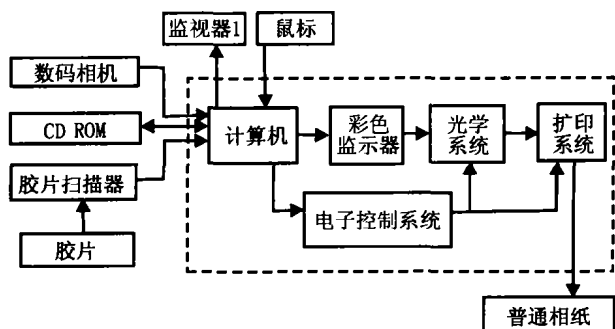 监视器1
鼠标
数码相机
CD ROM
胶片扫描器
胶片
计算机
彩色
监示器
光学
系统
扩印
系统
电子控制系统
普通相纸